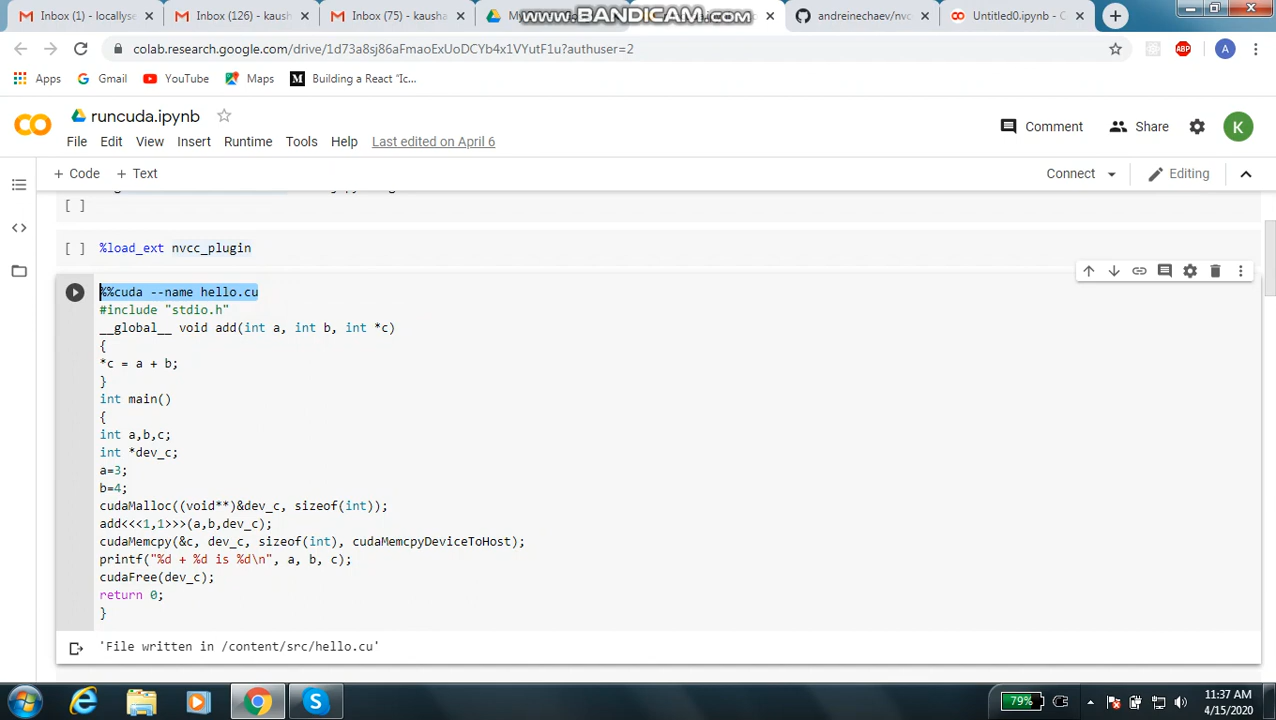 Inbox (1) - localhyse
Inbox (126) - kaush
Inbox (75) - kausha
My
www.BANDICAM.com
andreinechaev/nvc
Untitled0.ipynb - C
colab.research.google.com/drive/1d73a8sj86aFmaoExUoDCYb4x1VYutF1u?authuser=2
ABP
A
Apps
Gmail
YouTube
Maps
Building a React "Ic...
runcuda.ipynb
Comment
Share
K
File Edit View Insert Runtime Tools Help Last edited on April 6
+ Code + Text
Connect
Editing
[ ]
[ ] %load_ext nvcc_plugin
%%cuda --name hello.cu
#include "stdio.h"
__global__ void add(int a, int b, int *c)
{
*c = a + b;
}
int main()
{
int a,b,c;
int *dev_c;
a=3;
b=4;
cudaMalloc((void**)&dev_c, sizeof(int));
add<<<1,1>>>(a,b,dev_c);
cudaMemcpy(&c, dev_c, sizeof(int), cudaMemcpyDeviceToHost);
printf("%d + %d is %d\n", a, b, c);
cudaFree(dev_c);
return 0;
}
'File written in /content/src/hello.cu'
79%
11:37 AM
4/15/2020